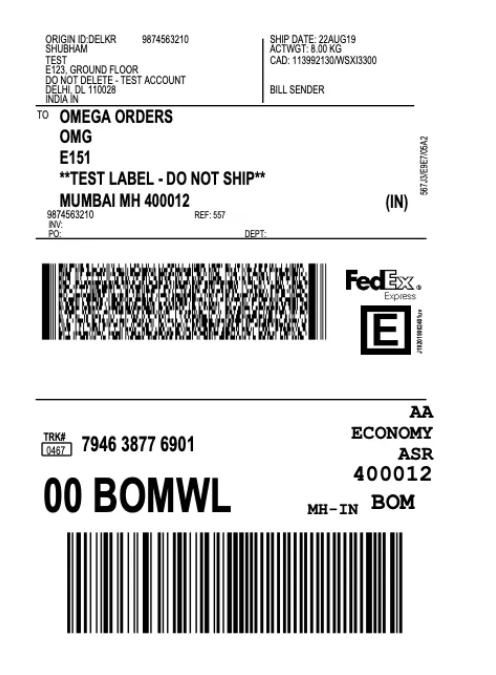 ORIGIN ID:DELKR 9874563210
SHUBHAM
TEST
E123, GROUND FLOOR
DO NOT DELETE - TEST ACCOUNT
DELHI, DL 110028
INDIA IN
SHIP DATE: 22AUG19
ACTWGT: 8.00 KG
CAD: 113992130/WSXI3300
BILL SENDER
TO OMEGA ORDERS
OMG
E151
**TEST LABEL - DO NOT SHIP**
MUMBAI MH 400012 (IN)
9874563210 REF: 557
INV:
PO: DEPT:
567J3/E9E7/05A2
FedEx®
Express
E
AA
ECONOMY
TRK# 7946 3877 6901
0467
ASR
400012
00 BOMWL
MH-IN BOM